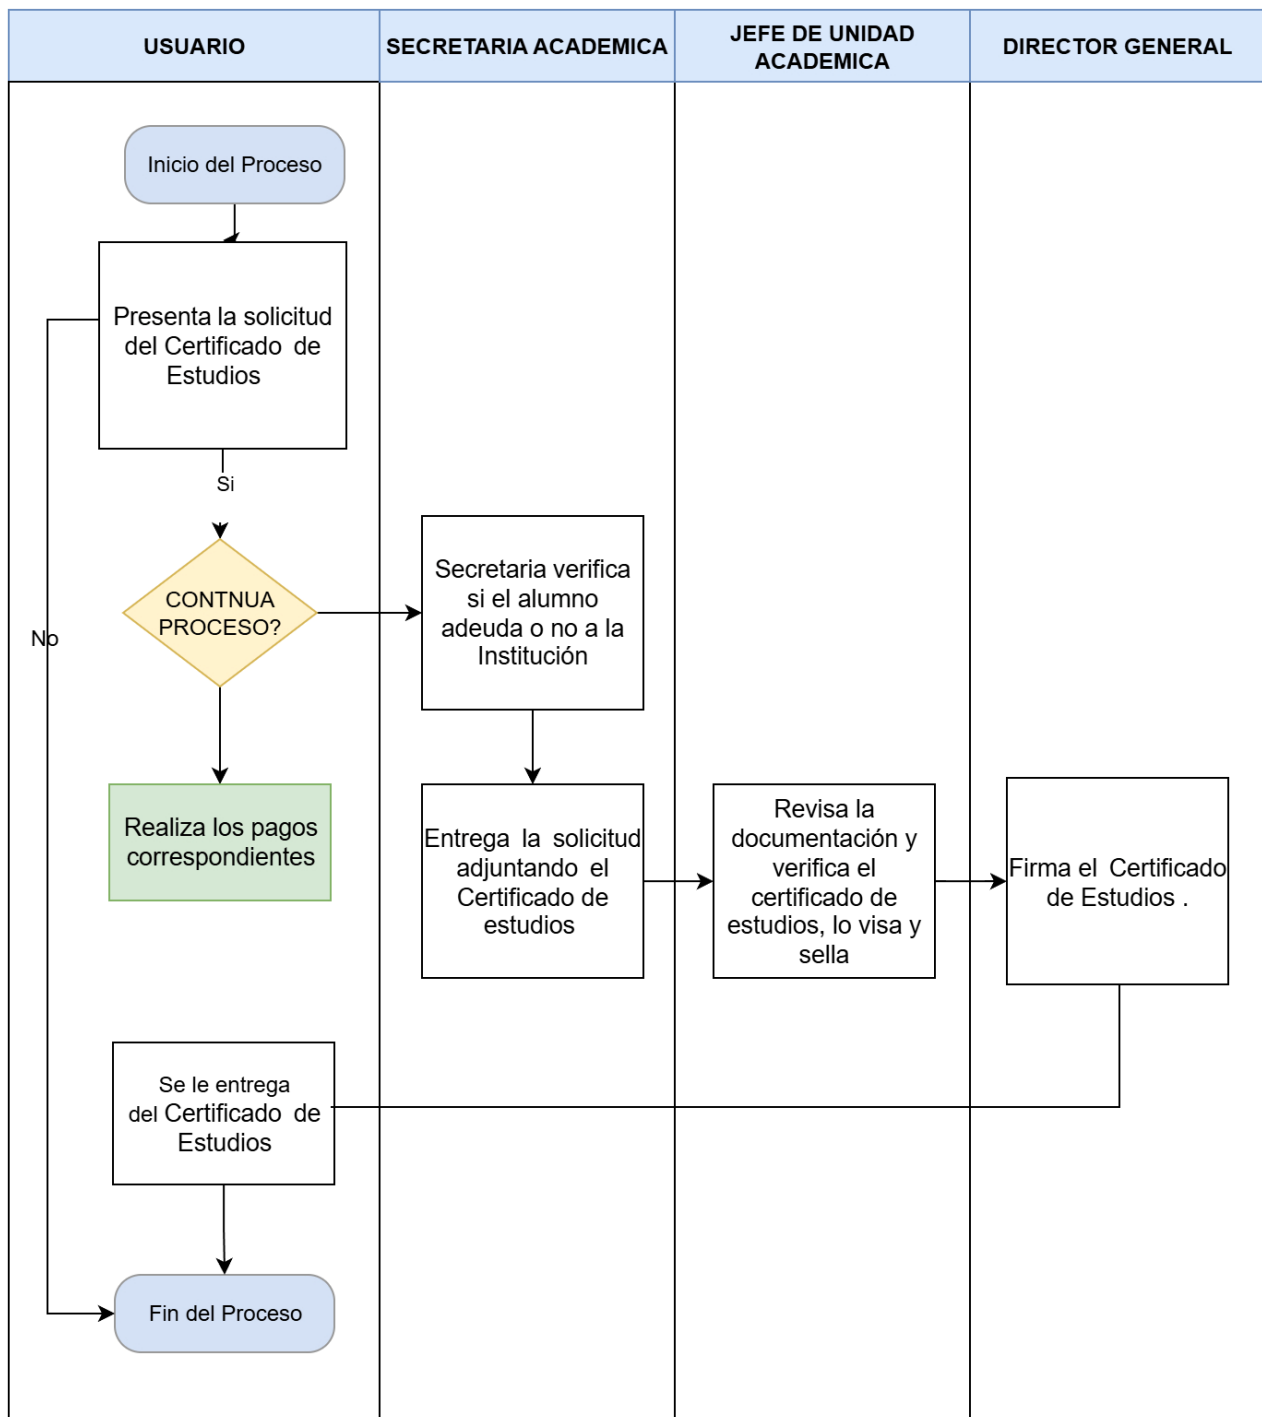 USUARIO
SECRETARIA ACADEMICA
JEFE DE UNIDAD
ACADEMICA
DIRECTOR GENERAL
Inicio del Proceso
Presenta la solicitud
del Certificado de
Estudios
Si
CONTNUA
PROCESO?
No
Secretaria verifica
si el alumno
adeuda o no a la
Institución
Realiza los pagos
correspondientes
Entrega la solicitud
adjuntando el
Certificado de
estudios
Revisa la
documentación y
verifica el
certificado de
estudios, lo visa y
sella
Firma el Certificado
de Estudios .
Se le entrega
del Certificado de
Estudios
Fin del Proceso